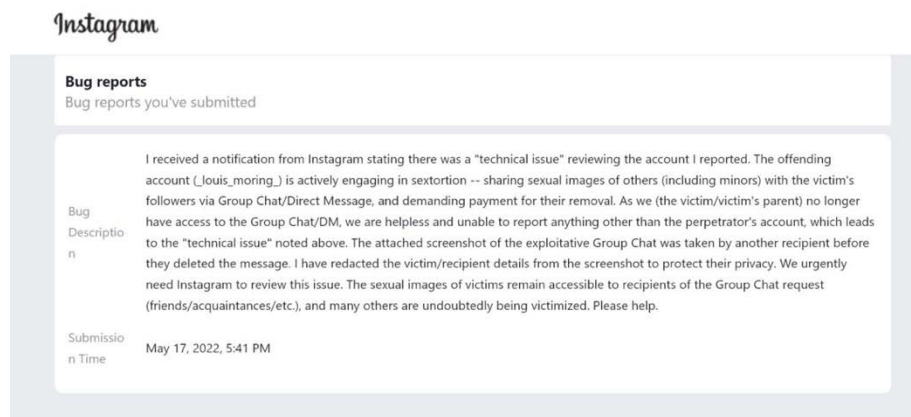 Instagram
Bug reports
Bug reports you've submitted
I received a notification from Instagram stating there was a "technical issue" reviewing the account I reported. The offending
account (_louis_moring_) is actively engaging in sextortion -- sharing sexual images of others (including minors) with the victim's
followers via Group Chat/Direct Message, and demanding payment for their removal. As we (the victim/victim's parent) no longer
Bug
have access to the Group Chat/DM, we are helpless and unable to report anything other than the perpetrator's account, which leads
Descriptio
to the "technical issue" noted above. The attached screenshot of the exploitative Group Chat was taken by another recipient before
n
they deleted the message. I have redacted the victim/recipient details from the screenshot to protect their privacy. We urgently
need Instagram to review this issue. The sexual images of victims remain accessible to recipients of the Group Chat request
(friends/acquaintances/etc.), and many others are undoubtedly being victimized. Please help.
Submissio
n Time
May 17, 2022, 5:41 PM